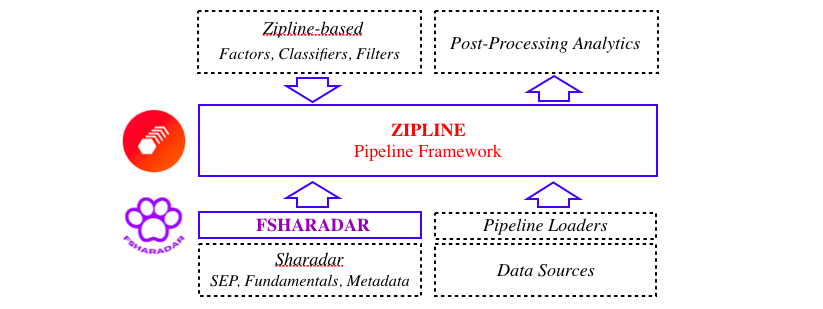 Zipline-based
Factors, Classifiers, Filters
Post-Processing Analytics
ZIPLINE
Pipeline Framework
FSHARADAR
FSHARADAR
Pipeline Loaders
Sharadar
SEP, Fundamentals, Metadata
Data Sources